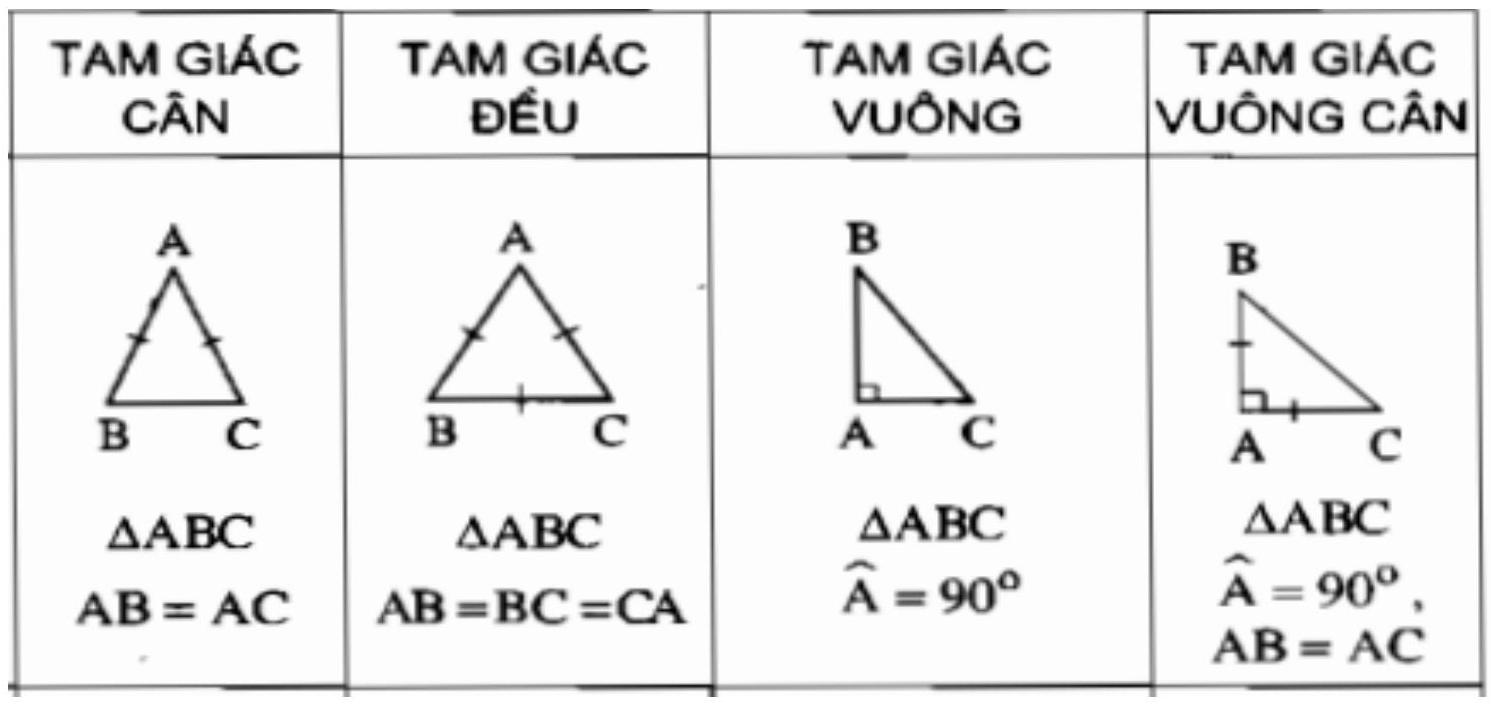 TAM GIÁC
CÂN
TAM GIÁC
ĐỀU
TAM GIÁC
VUÔNG
TAM GIÁC
VUÔNG CÂN
A
B C
ΔABC
AB = AC
A
B C
ΔABC
AB = BC = CA
B
A C
ΔABC
Â = 90°
B
A C
ΔABC
Â = 90°,
AB = AC